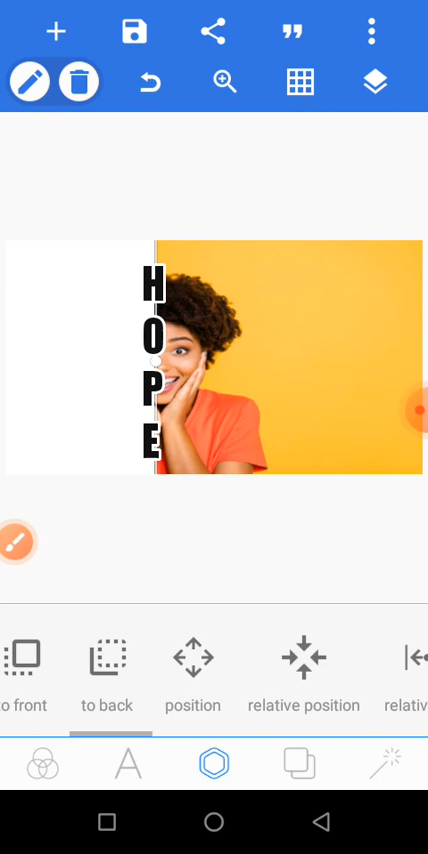 H
O
P
E
o front
to back
position
relative position
relativ